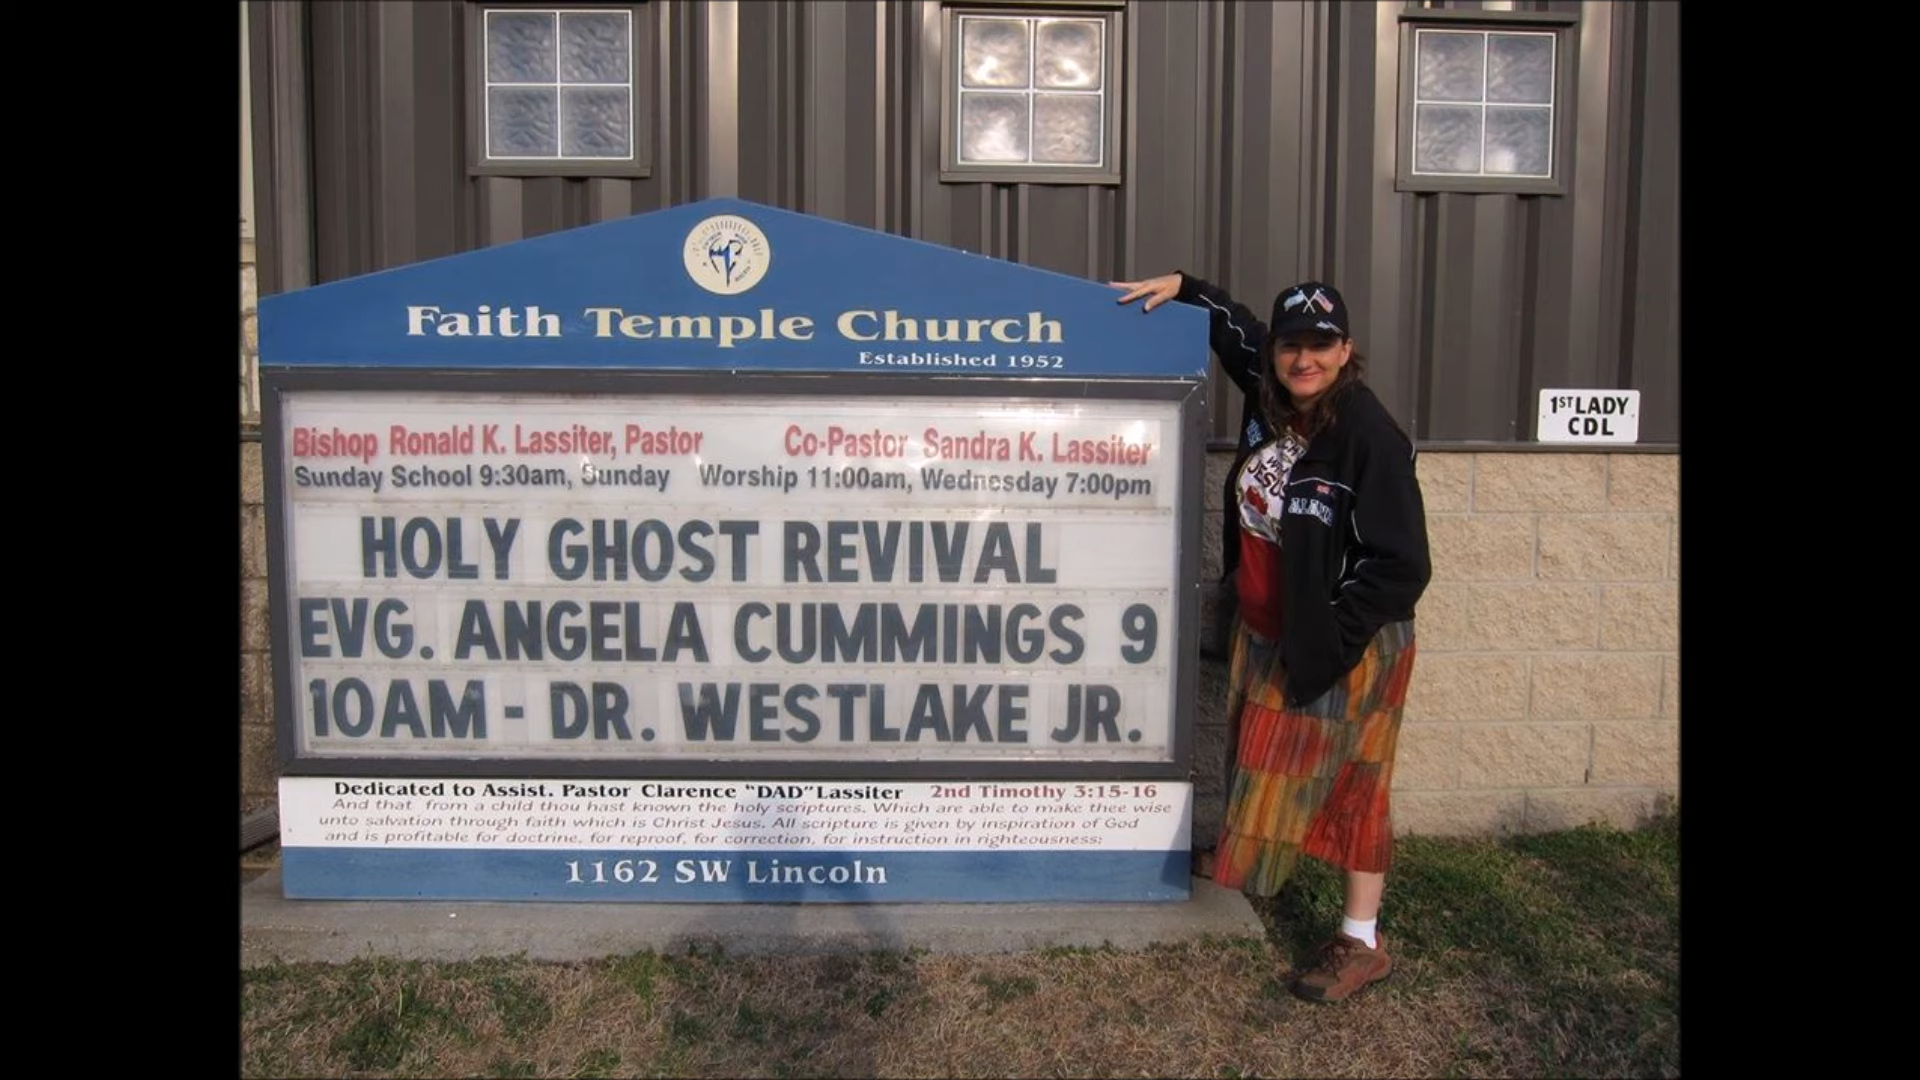 Faith Temple Church
Established 1952
Bishop Ronald K. Lassiter, Pastor Co-Pastor Sandra K. Lassiter
Sunday School 9:30am, Sunday Worship 11:00am, Wednesday 7:00pm
HOLY GHOST REVIVAL
EVG. ANGELA CUMMINGS 9
10AM - DR. WESTLAKE JR.
Dedicated to Assist. Pastor Clarence "DAD" Lassiter 2nd Timothy 3:15-16
And that from a child thou hast known the holy scriptures. Which are able to make thee wise
unto salvation through faith which is Christ Jesus. All scripture is given by inspiration of God
and is profitable for doctrine, for reproof, for correction, for instruction in righteousness:
1162 SW Lincoln
1ST LADY
CDL
JESUS